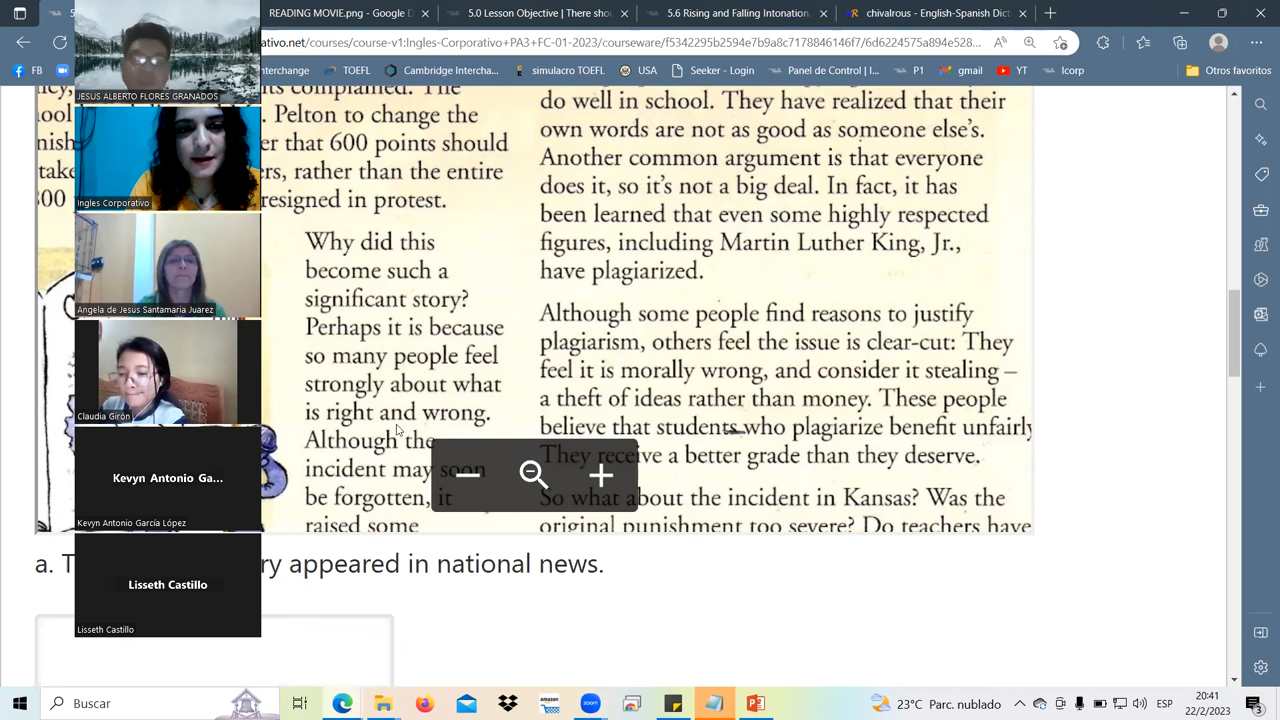 READING MOVIE.png - Google D
5.0 Lesson Objective | There shou
5.6 Rising and Falling Intonation
chivalrous - English-Spanish Dict
ativo.net/courses/course-v1:Ingles-Corporativo+PA3+FC-01-2023/courseware/f5342295b2594e7b9a8c7178846146f7/6d6224575a894e528...
FB
nterchange
TOEFL
Cambridge Intercha...
simulacro TOEFL
USA
Seeker - Login
Panel de Control | I...
P1
gmail
YT
Icorp
Otros favoritos
JESUS ALBERTO FLORES GRANADOS
Ingles Corporativo
Angela de Jesus Santamaria Juarez
Claudia Girón
Kevyn Antonio Ga...
Kevyn Antonio García López
Lisseth Castillo
Lisseth Castillo
ts complained. The
. Pelton to change the
er that 600 points should
ers, rather than the entire
resigned in protest.
Why did this
become such a
significant story?
Perhaps it is because
so many people feel
strongly about what
is right and wrong.
Although the
incident may soon
be forgotten, it
raised some
do well in school. They have realized that their
own words are not as good as someone else's.
Another common argument is that everyone
does it, so it's not a big deal. In fact, it has
been learned that even some highly respected
figures, including Martin Luther King, Jr.,
have plagiarized.
Although some people find reasons to justify
plagiarism, others feel the issue is clear-cut: They
feel it is morally wrong, and consider it stealing –
a theft of ideas rather than money. These people
believe that students who plagiarize benefit unfairly
They receive a better grade than they deserve.
So what about the incident in Kansas? Was the
original punishment too severe? Do teachers have
a. T
ry appeared in national news.
Buscar
23°C Parc. nublado
ESP
20:41
22/2/2023
3